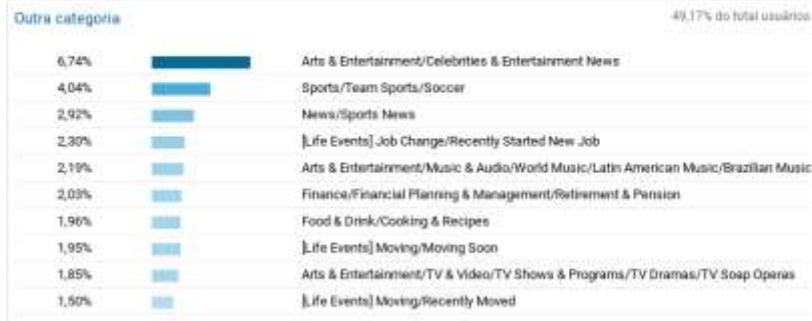 Outra categoria 49,17% do total usuários
6,74% Arts & Entertainment/Celebrities & Entertainment News
4,04% Sports/Team Sports/Soccer
2,92% News/Sports News
2,30% [Life Events] Job Change/Recently Started New Job
2,19% Arts & Entertainment/Music & Audio/World Music/Latin American Music/Brazilian Music
2,03% Finance/Financial Planning & Management/Retirement & Pension
1,96% Food & Drink/Cooking & Recipes
1,95% [Life Events] Moving/Moving Soon
1,85% Arts & Entertainment/TV & Video/TV Shows & Programs/TV Dramas/TV Soap Operas
1,50% [Life Events] Moving/Recently Moved